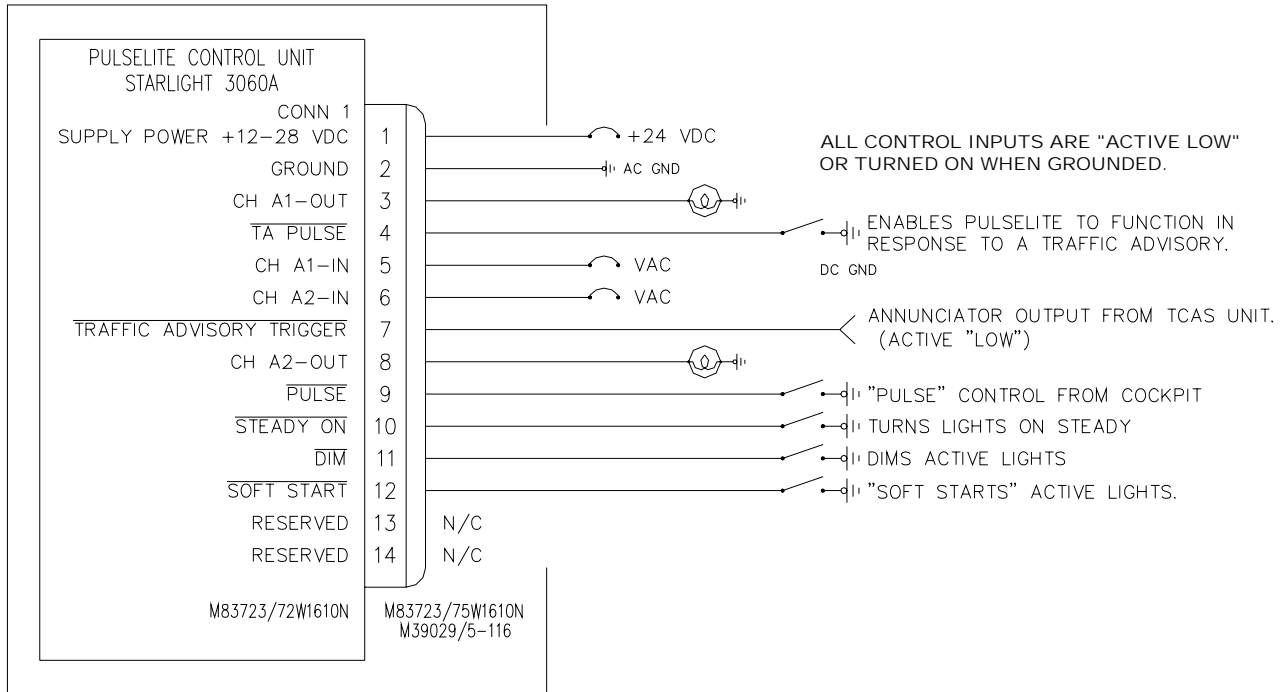 PULSELITE CONTROL UNIT
STARLIGHT 3060A
CONN 1
SUPPLY POWER +12-28 VDC 1 +24 VDC
ALL CONTROL INPUTS ARE "ACTIVE LOW"
OR TURNED ON WHEN GROUNDED.
GROUND 2 AC GND
CH A1-OUT 3
TA PULSE 4 ENABLES PULSELITE TO FUNCTION IN
RESPONSE TO A TRAFFIC ADVISORY.
CH A1-IN 5 VAC DC GND
CH A2-IN 6 VAC
TRAFFIC ADVISORY TRIGGER 7 ANNUNCIATOR OUTPUT FROM TCAS UNIT.
(ACTIVE "LOW")
CH A2-OUT 8
PULSE 9 "PULSE" CONTROL FROM COCKPIT
STEADY ON 10 TURNS LIGHTS ON STEADY
DIM 11 DIMS ACTIVE LIGHTS
SOFT START 12 "SOFT STARTS" ACTIVE LIGHTS.
RESERVED 13 N/C
RESERVED 14 N/C
M83723/72W1610N M83723/75W1610N
M39029/5-116